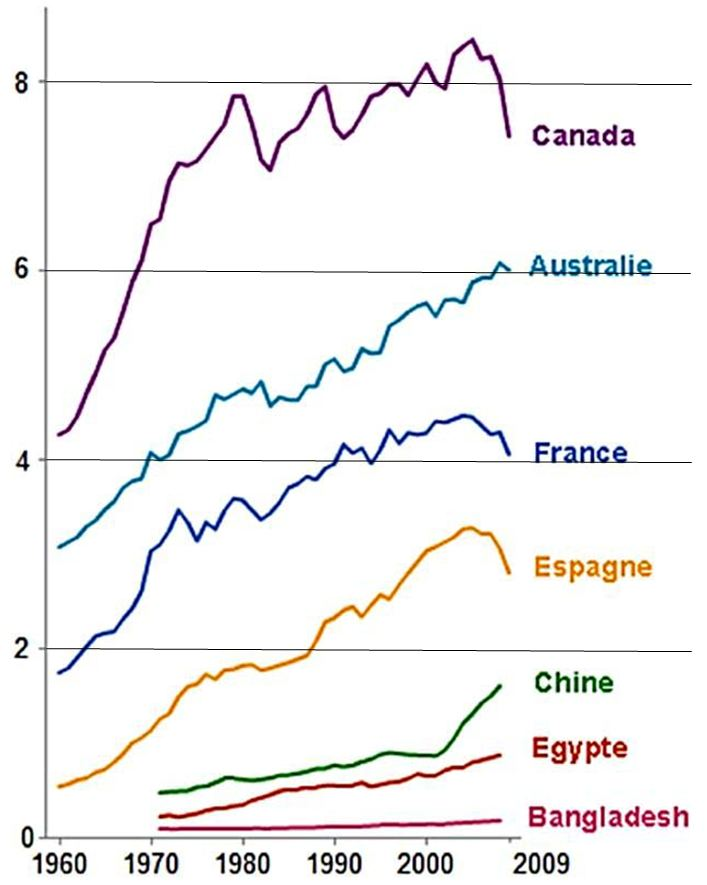 8
Canada
6
Australie
4
France
Espagne
2
Chine
Egypte
Bangladesh
0
1960 1970 1980 1990 2000 2009